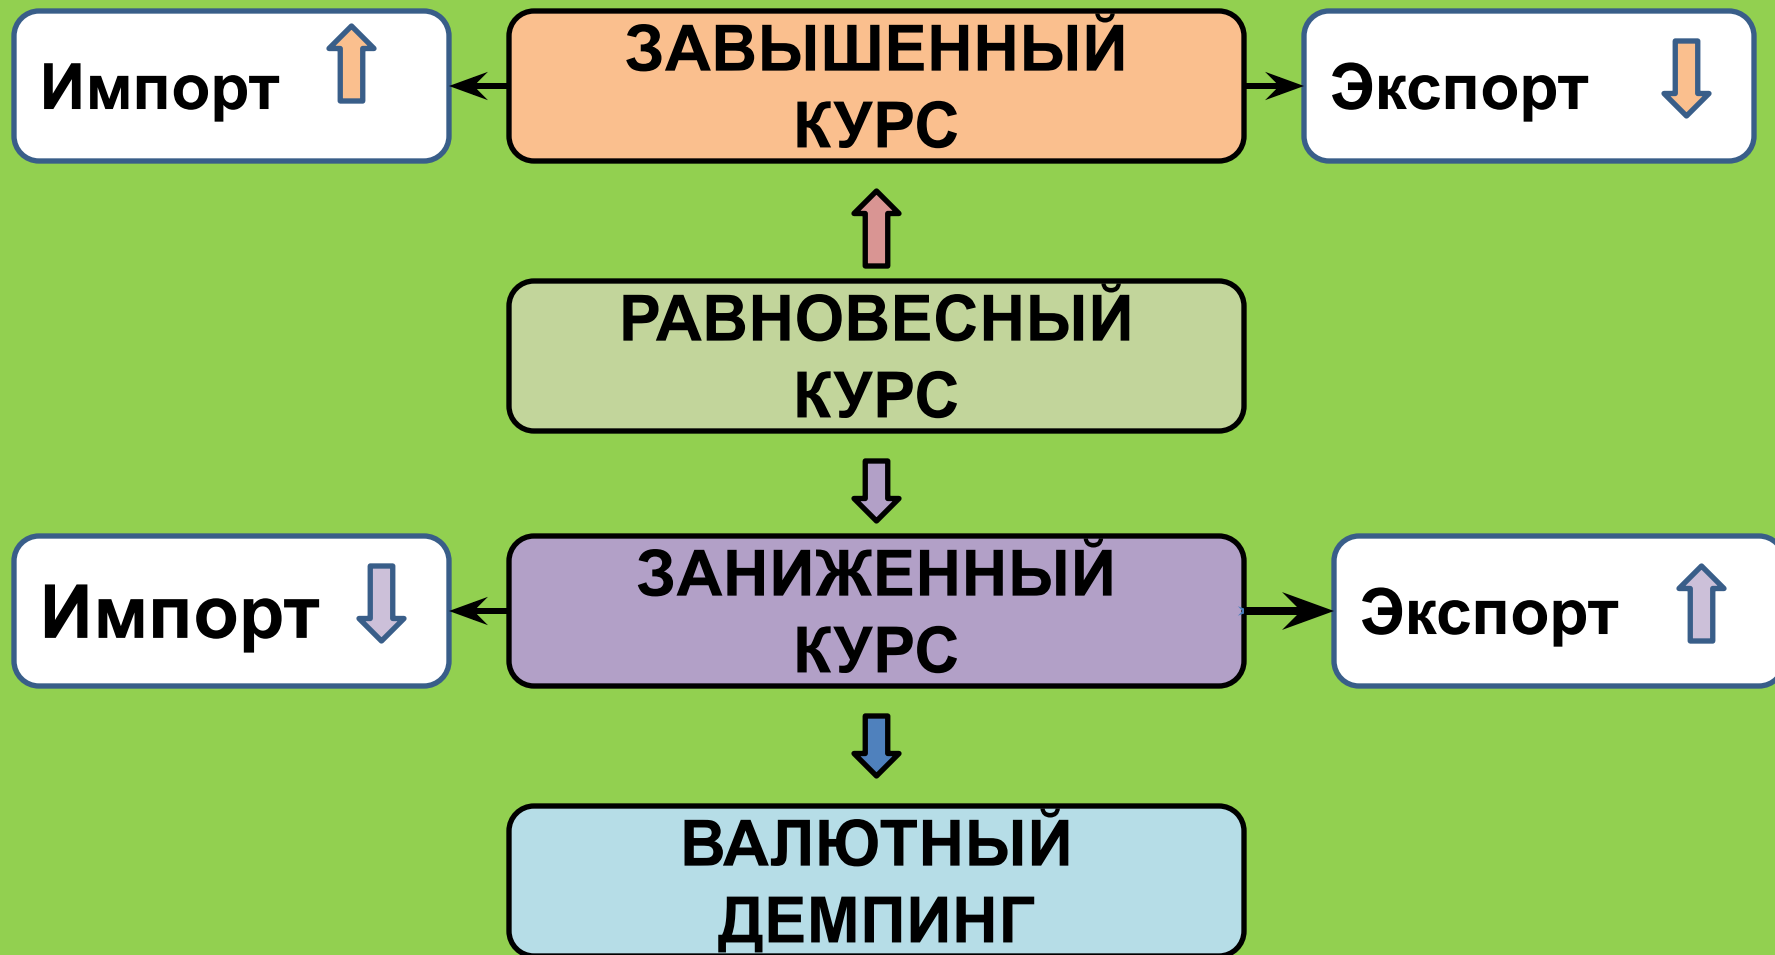 Импорт
ЗАВЫШЕННЫЙ
КУРС
Экспорт
РАВНОВЕСНЫЙ
КУРС
Импорт
ЗАНИЖЕННЫЙ
КУРС
Экспорт
ВАЛЮТНЫЙ
ДЕМПИНГ